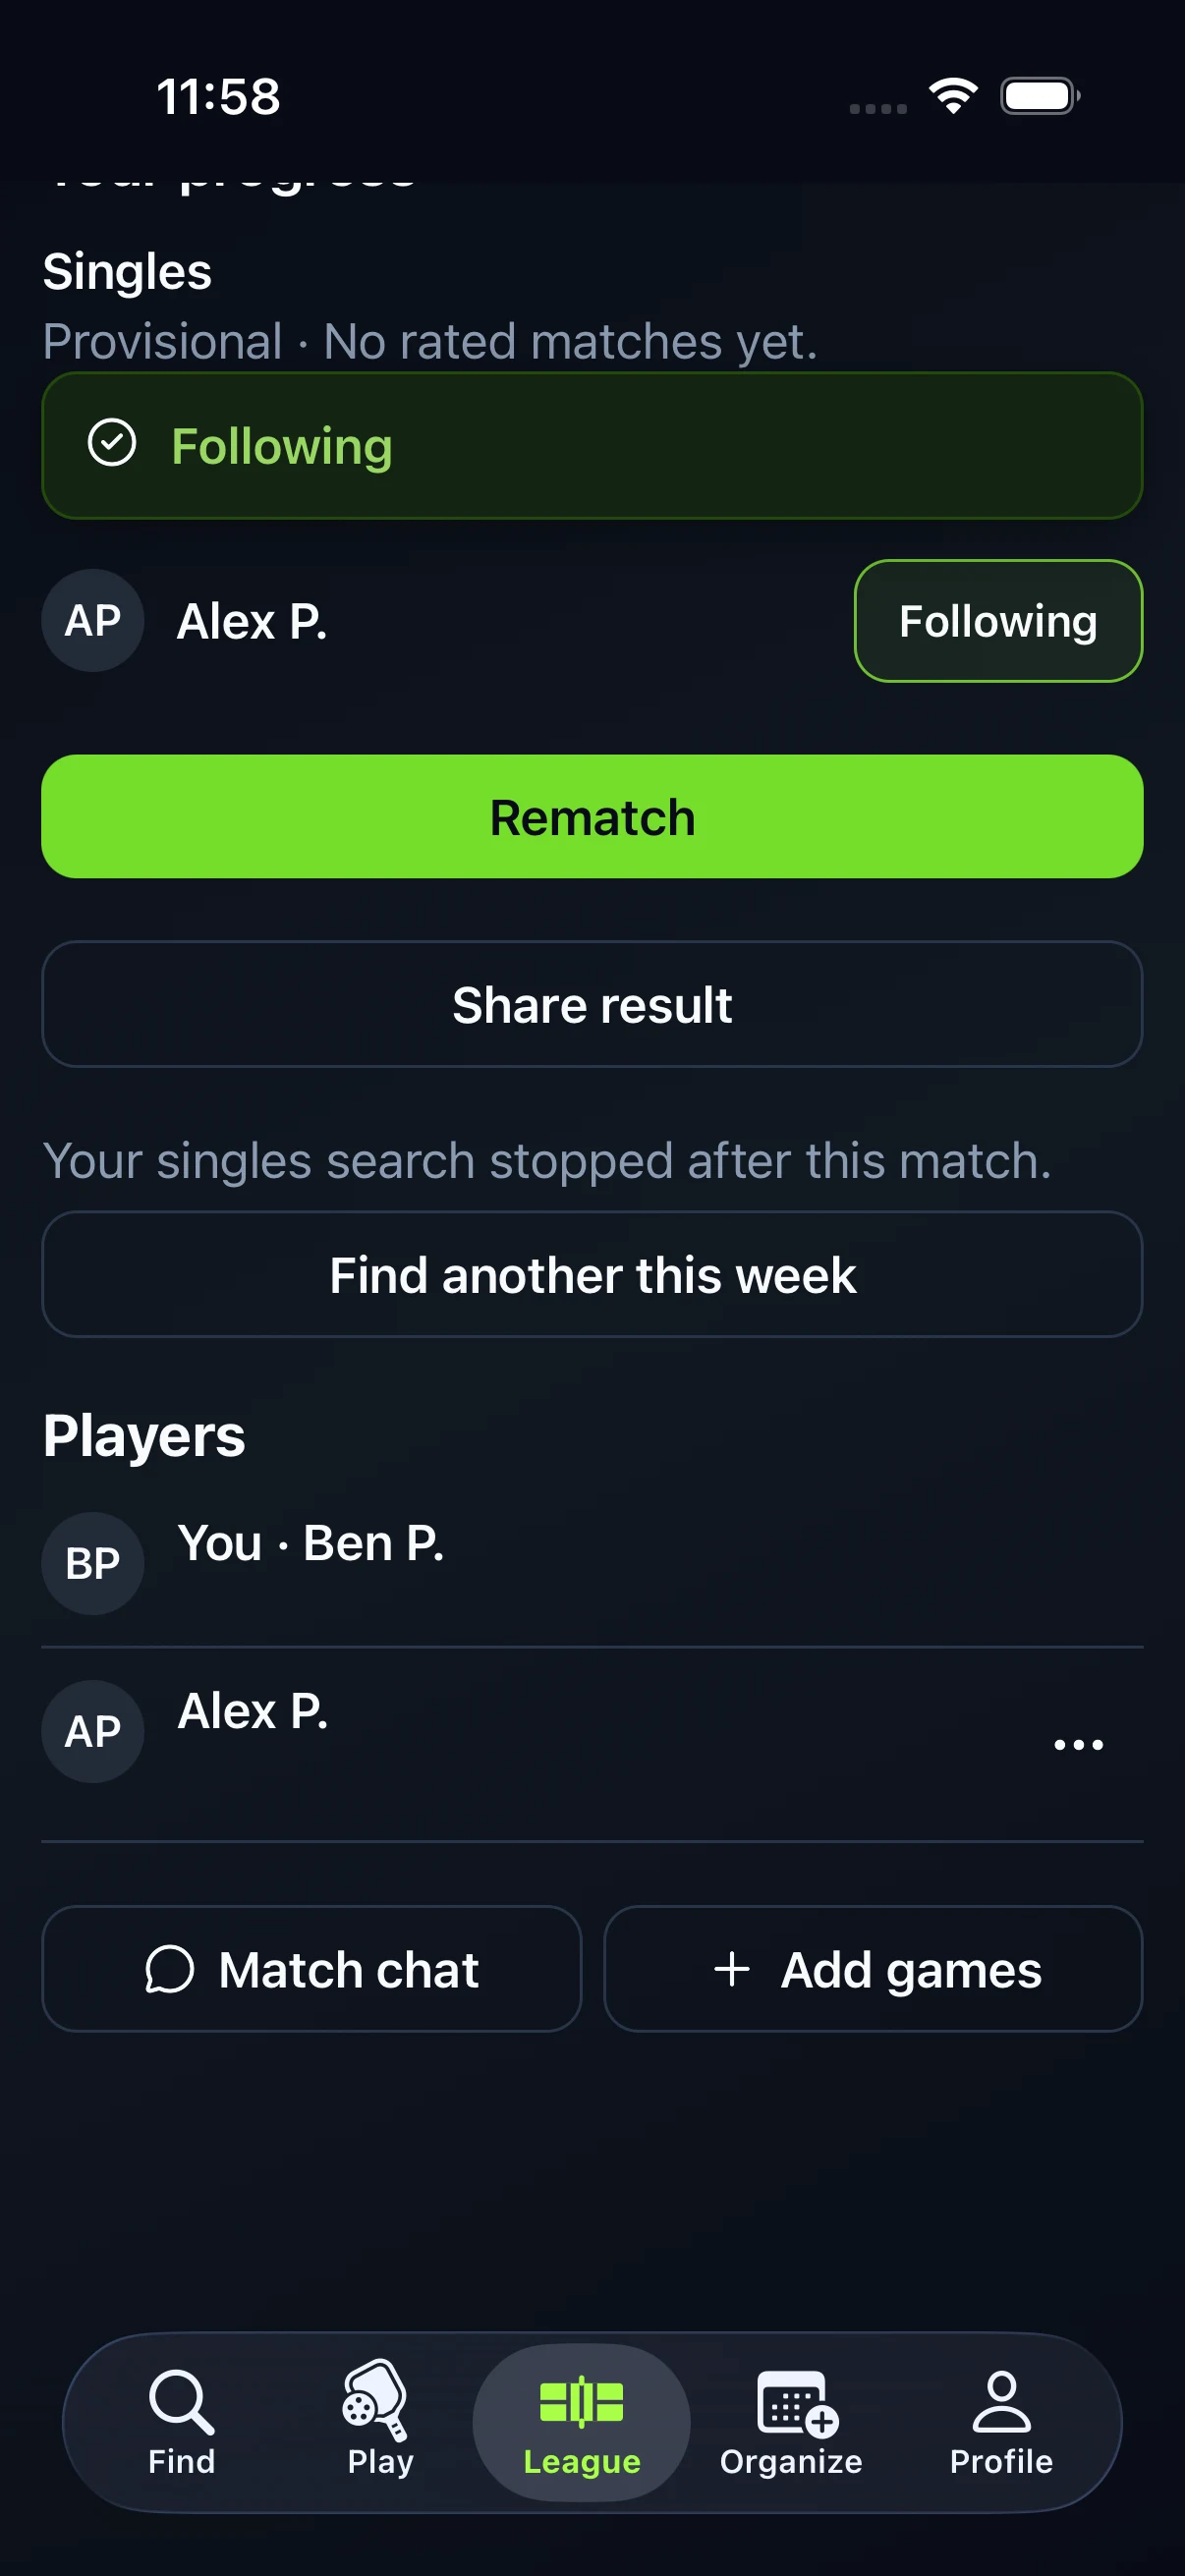 11:58
Your progress
Singles
Provisional · No rated matches yet.
Following
AP Alex P. Following
Rematch
Share result
Your singles search stopped after this match.
Find another this week
Players
BP You · Ben P.
AP Alex P. ...
Match chat + Add games
Find Play League Organize Profile